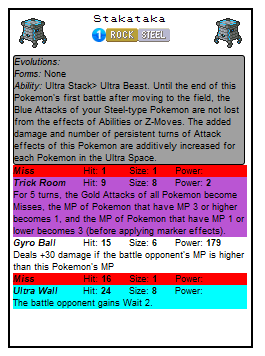 Stakataka
1 ROCK STEEL
Evolutions:
Forms: None
Ability: Ultra Stack> Ultra Beast. Until the end of this
Pokemon's first battle after moving to the field, the
Blue Attacks of your Steel-type Pokemon are not lost
from the effects of Abilities or Z-Moves. The added
damage and number of persistent turns of Attack
effects of this Pokemon are additively increased for
each Pokemon in the Ultra Space.
Miss Hit: 1 Size: 1 Power:
Trick Room Hit: 9 Size: 8 Power: 2
For 5 turns, the Gold Attacks of all Pokemon become
Misses, the MP of Pokemon that have MP 3 or higher
becomes 1, and the MP of Pokemon that have MP 1 or
lower becomes 3 (before applying marker effects).
Gyro Ball Hit: 15 Size: 6 Power: 179
Deals +30 damage if the battle opponent's MP is higher
than this Pokemon's MP
Miss Hit: 16 Size: 1 Power:
Ultra Wall Hit: 24 Size: 8 Power:
The battle opponent gains Wait 2.